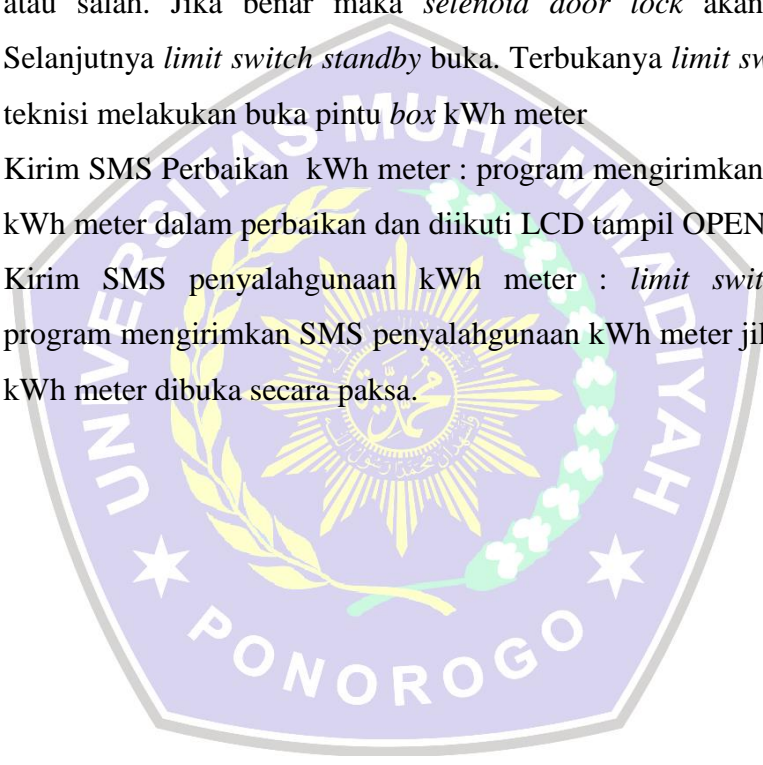 atau salah. Jika benar maka selenoid door lock akan
Selanjutnya limit switch standby buka. Terbukanya limit sw
teknisi melakukan buka pintu box kWh meter
Kirim SMS Perbaikan kWh meter : program mengirimkan
kWh meter dalam perbaikan dan diikuti LCD tampil OPEN
Kirim SMS penyalahgunaan kWh meter : limit swit
program mengirimkan SMS penyalahgunaan kWh meter jik
kWh meter dibuka secara paksa.
UNIVERSITAS MUHAMMADIYAH
PONOROGO